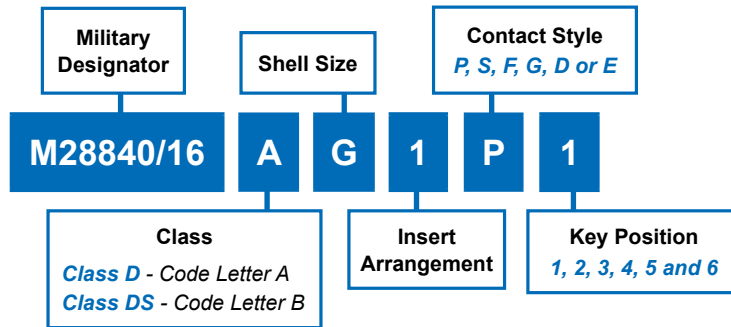 Military
Designator
Shell Size
Contact Style
P, S, F, G, D or E
M28840/16 A G 1 P 1
Class
Class D - Code Letter A
Class DS - Code Letter B
Insert
Arrangement
Key Position
1, 2, 3, 4, 5 and 6